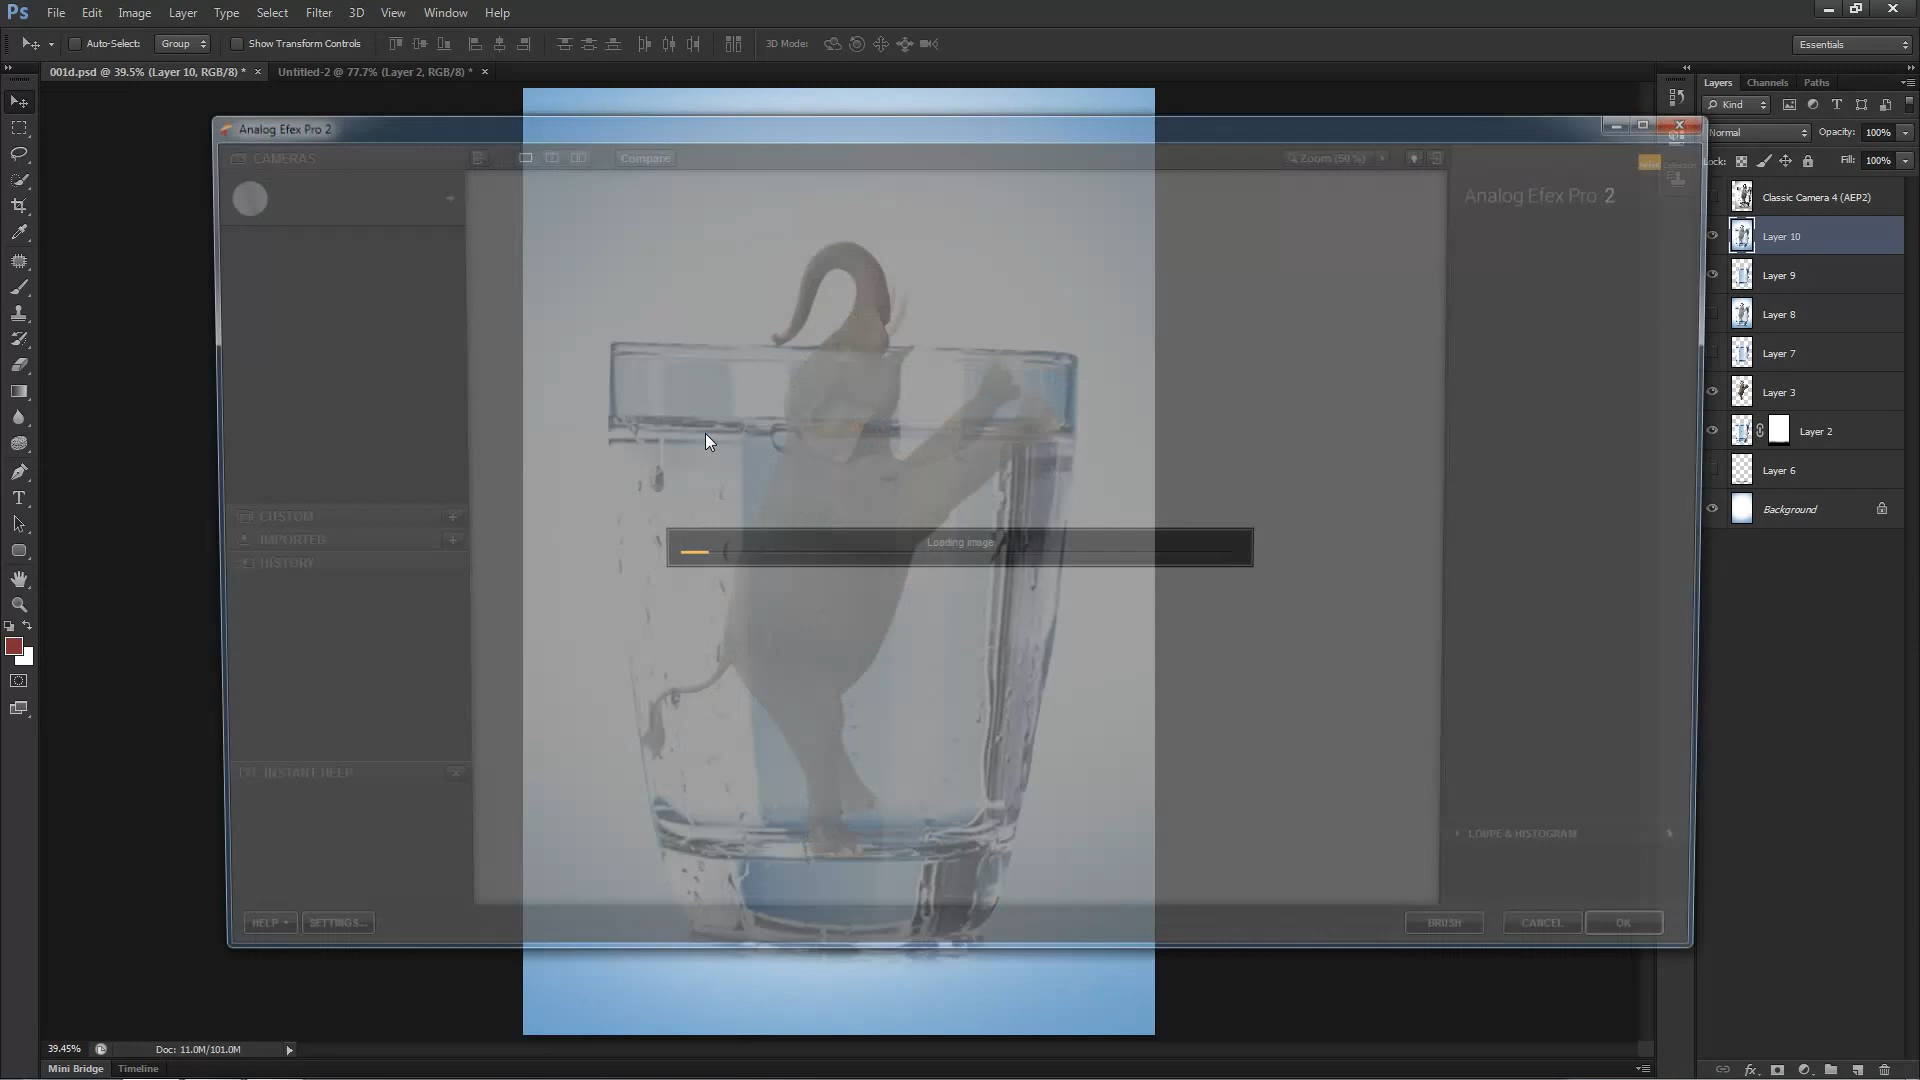 Ps File Edit Image Layer Type Select Filter 3D View Window Help
Auto-Select: Group Show Transform Controls 3D Mode: Essentials
001d.psd @ 39.5% (Layer 10, RGB/8) * × Untitled-2 @ 77.7% (Layer 2, RGB/8) * ×
Layers Channels Paths
Kind
Normal Opacity: 100%
Lock: Fill: 100%
Classic Camera 4 (AEP2)
Layer 10
Layer 9
Layer 8
Layer 7
Layer 3
Layer 2
Layer 6
Background
Analog Efex Pro 2
CAMERAS Compare Zoom (50 %)
Analog Efex Pro 2
CUSTOM
IMPORTED
HISTORY
Loading image
INSTANT HELP
LOUPE & HISTOGRAM
HELP SETTINGS... BRUSH CANCEL OK
39.45% Doc: 11.0M/101.0M
Mini Bridge Timeline